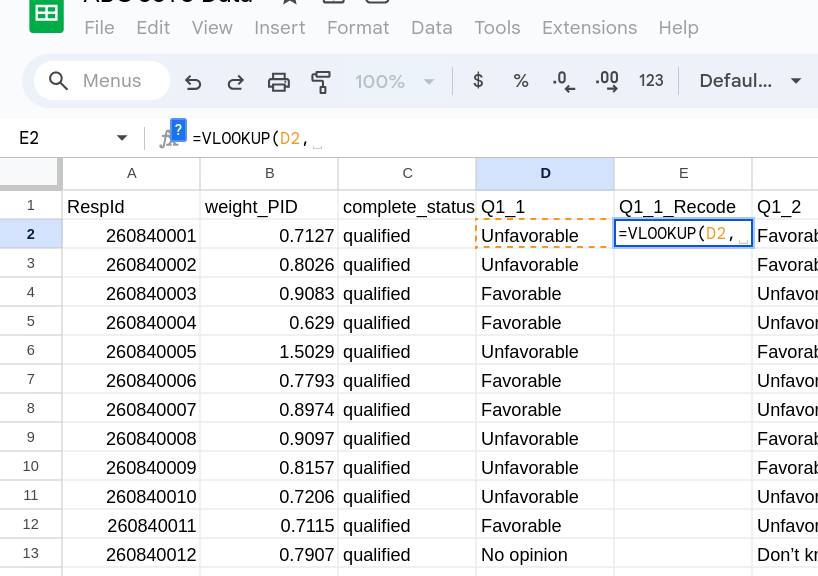 File Edit View Insert Format Data Tools Extensions Help
Menus 100% $ % .0 .00 123 Defaul...
E2 fx ? =VLOOKUP(D2,
A B C D E
1 RespId weight_PID complete_status Q1_1 Q1_1_Recode Q1_2
2 260840001 0.7127 qualified Unfavorable =VLOOKUP(D2, Favorab
3 260840002 0.8026 qualified Unfavorable Favorab
4 260840003 0.9083 qualified Favorable Unfavor
5 260840004 0.629 qualified Favorable Unfavor
6 260840005 1.5029 qualified Unfavorable Favorab
7 260840006 0.7793 qualified Favorable Unfavor
8 260840007 0.8974 qualified Favorable Unfavor
9 260840008 0.9097 qualified Unfavorable Favorab
10 260840009 0.8157 qualified Unfavorable Favorab
11 260840010 0.7206 qualified Unfavorable Unfavor
12 260840011 0.7115 qualified Favorable Unfavor
13 260840012 0.7907 qualified No opinion Don't kn